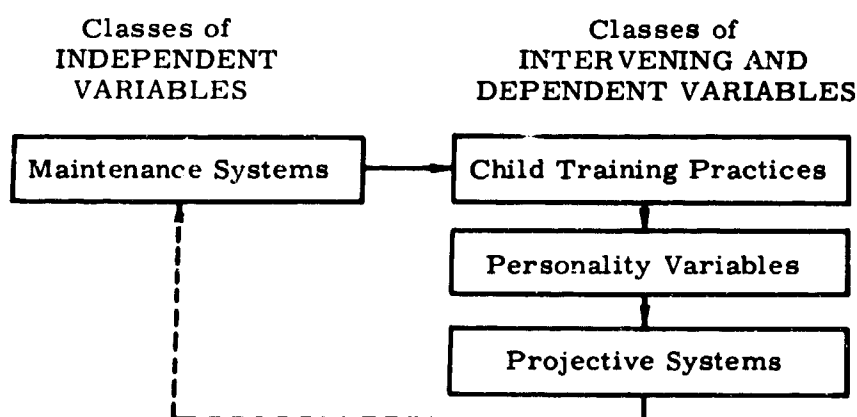 Classes of
INDEPENDENT
VARIABLES
Classes of
INTERVENING AND
DEPENDENT VARIABLES
Maintenance Systems
Child Training Practices
Personality Variables
Projective Systems